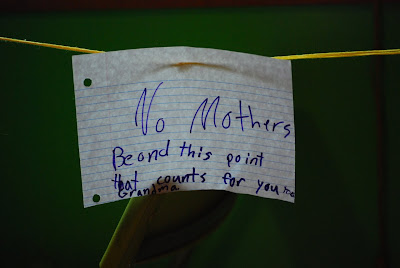 No Mothers
Beond this point
that counts for you too
Grandma